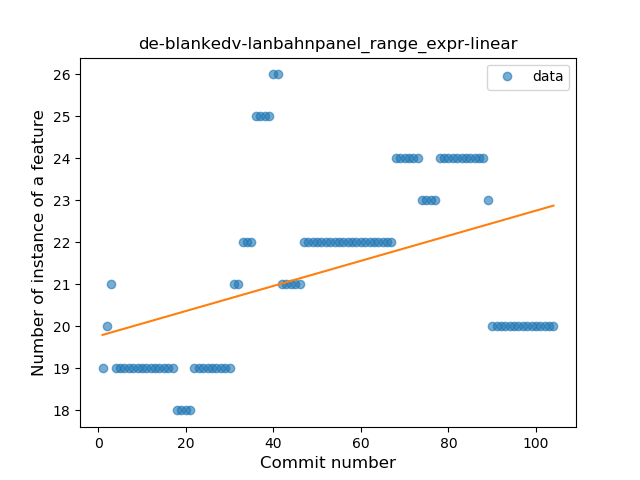 de-blankedv-lanbahnpanel_range_expr-linear
data
Number of instance of a feature
26
25
24
23
22
21
20
19
18
0 20 40 60 80 100
Commit number